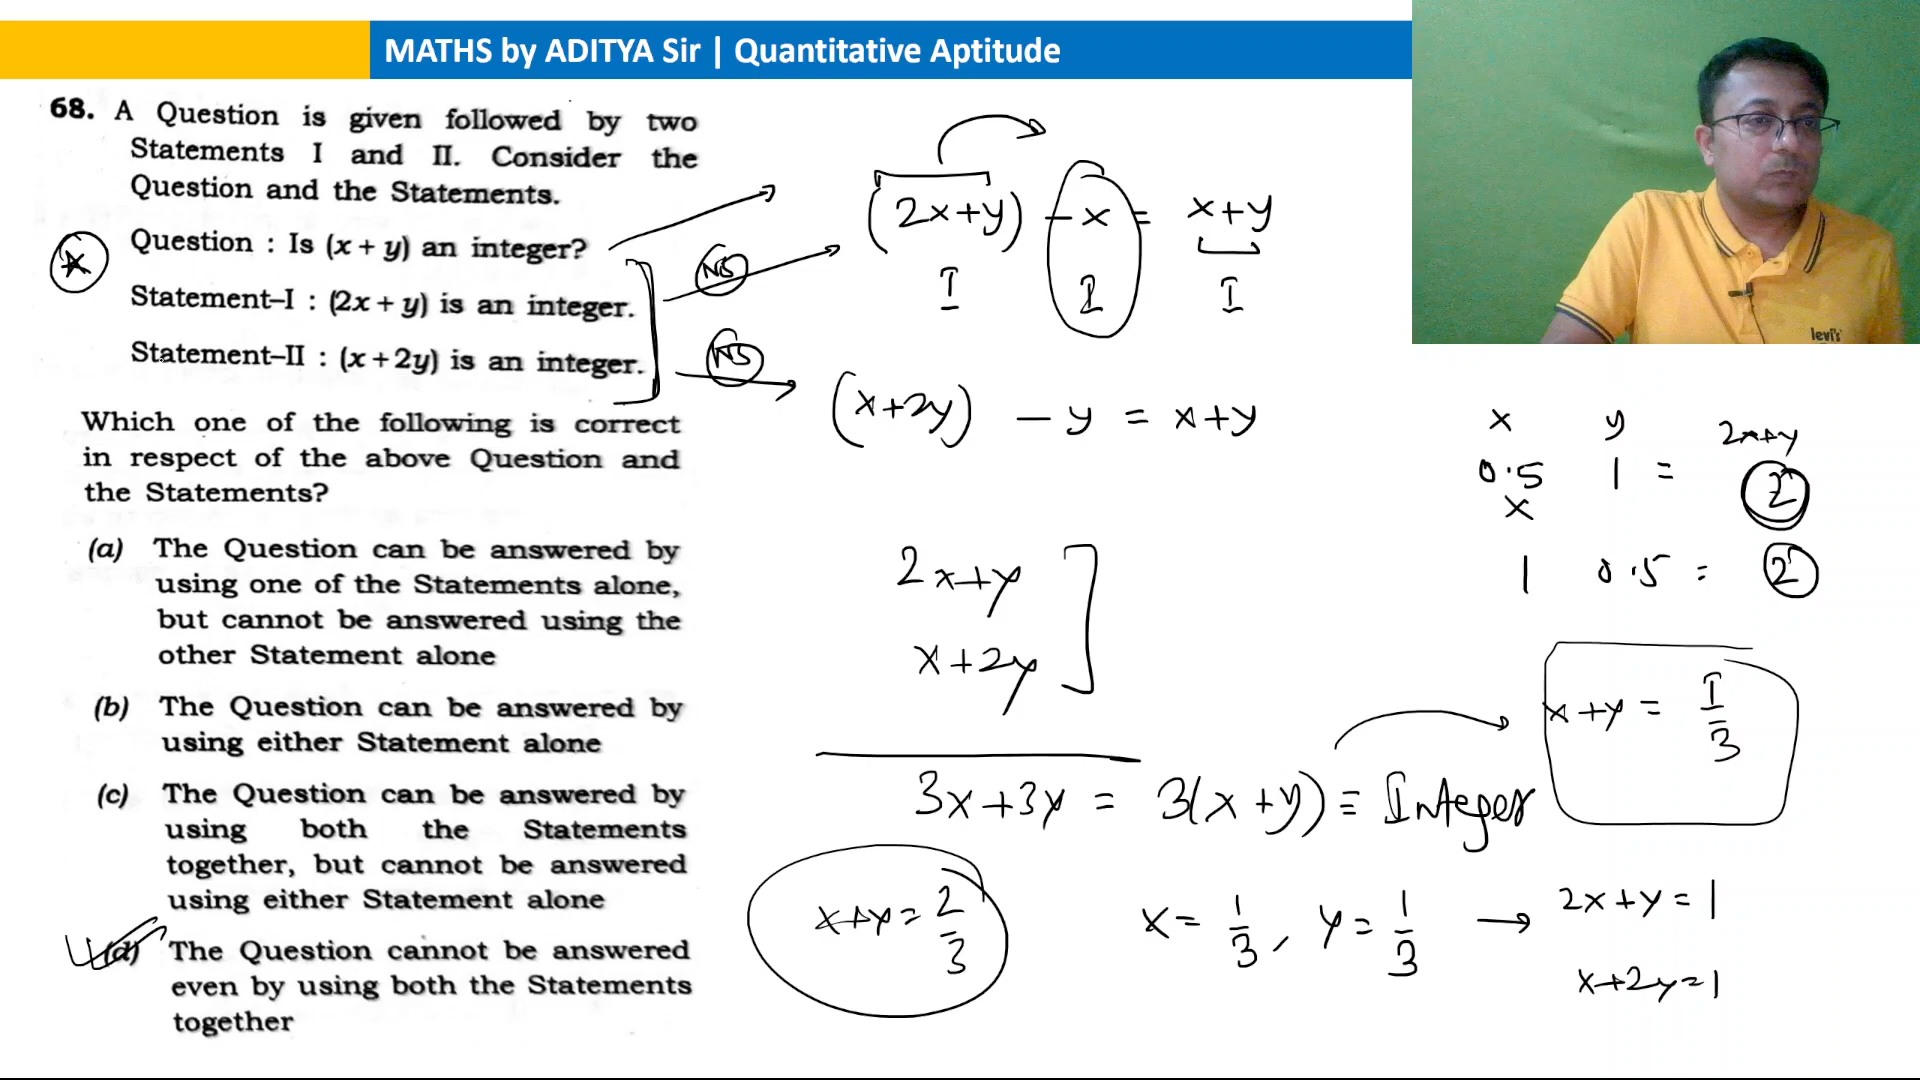 MATHS by ADITYA Sir | Quantitative Aptitude
68. A Question is given followed by two
Statements I and II. Consider the
Question and the Statements.
Question : Is (x + y) an integer?
Statement–I : (2x + y) is an integer.
Statement–II : (x + 2y) is an integer.
Which one of the following is correct
in respect of the above Question and
the Statements?
(a) The Question can be answered by
using one of the Statements alone,
but cannot be answered using the
other Statement alone
(b) The Question can be answered by
using either Statement alone
(c) The Question can be answered by
using both the Statements
together, but cannot be answered
using either Statement alone
(d) The Question cannot be answered
even by using both the Statements
together
NS
NS
(2x+y) - x = x+y
I I I
(x+2y) - y = x+y
2x+y
x+2y
3x+3y = 3(x+y) = Integer
x+y = I/3
x+y = 2/3
x = 1/3, y = 1/3 → 2x+y = 1
x+2y = 1
x y 2x+y
0.5 1 = 2
x
1 0.5 = 2
levi's